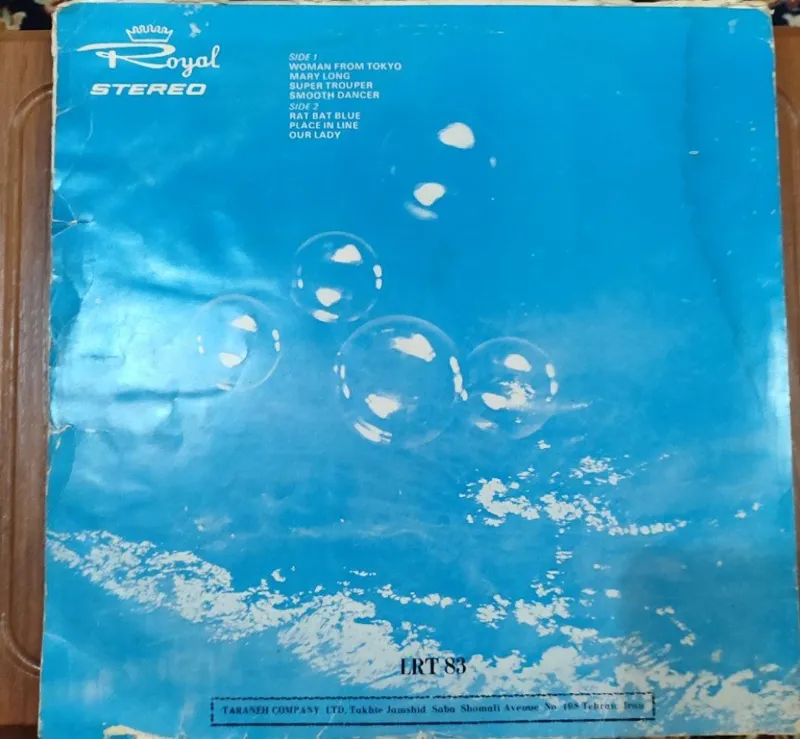 Royal
STEREO
SIDE 1
WOMAN FROM TOKYO
MARY LONG
SUPER TROUPER
SMOOTH DANCER
SIDE 2
RAT BAT BLUE
PLACE IN LINE
OUR LADY
LRT 83
TARANEH COMPANY LTD. Takhte Jamshid Saba Shomali Avenue No 108 Tehran Iran